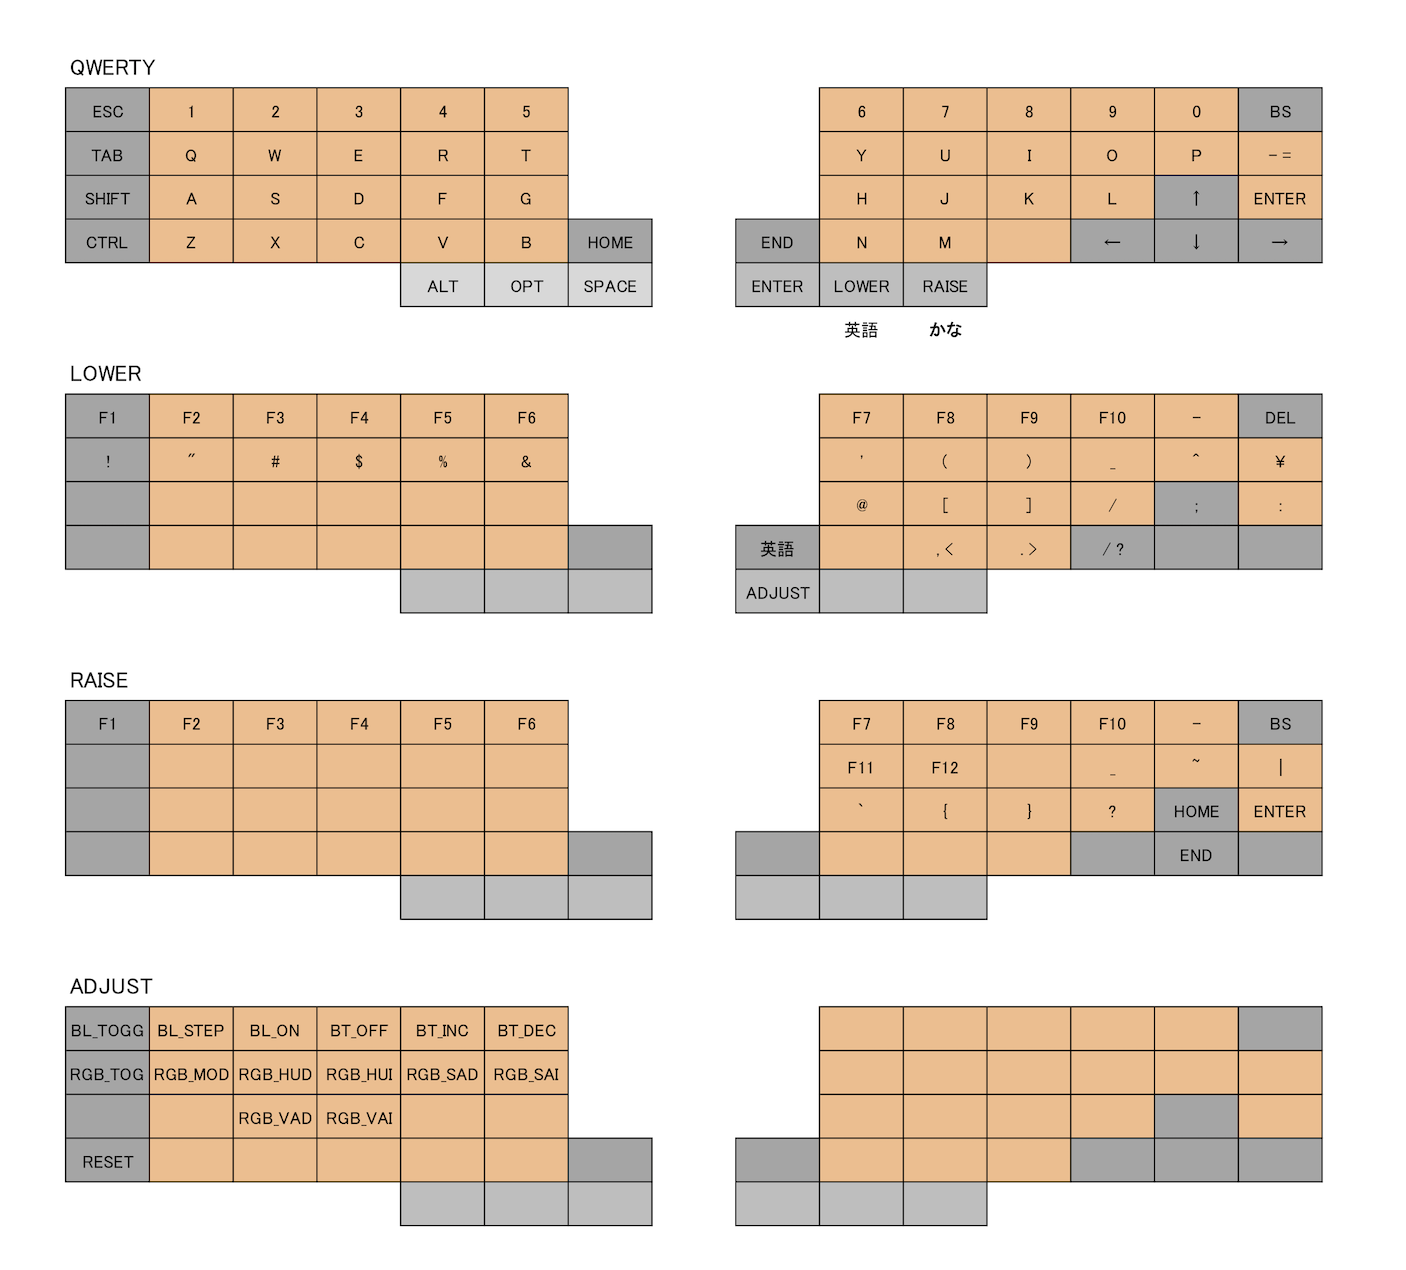 QWERTY
ESC 1 2 3 4 5 6 7 8 9 0 BS
TAB Q W E R T Y U I O P - =
SHIFT A S D F G H J K L ↑ ENTER
CTRL Z X C V B HOME END N M ← ↓ →
ALT OPT SPACE ENTER LOWER RAISE
英語 かな
LOWER
F1 F2 F3 F4 F5 F6 F7 F8 F9 F10 - DEL
! " # $ % & ' ( ) _ ^ ¥
@ [ ] / ; :
英語 ,< .> /?
ADJUST
RAISE
F1 F2 F3 F4 F5 F6 F7 F8 F9 F10 - BS
F11 F12 _ ~ |
` { } ? HOME ENTER
END
ADJUST
BL_TOGG BL_STEP BL_ON BT_OFF BT_INC BT_DEC
RGB_TOG RGB_MOD RGB_HUD RGB_HUI RGB_SAD RGB_SAI
RGB_VAD RGB_VAI
RESET